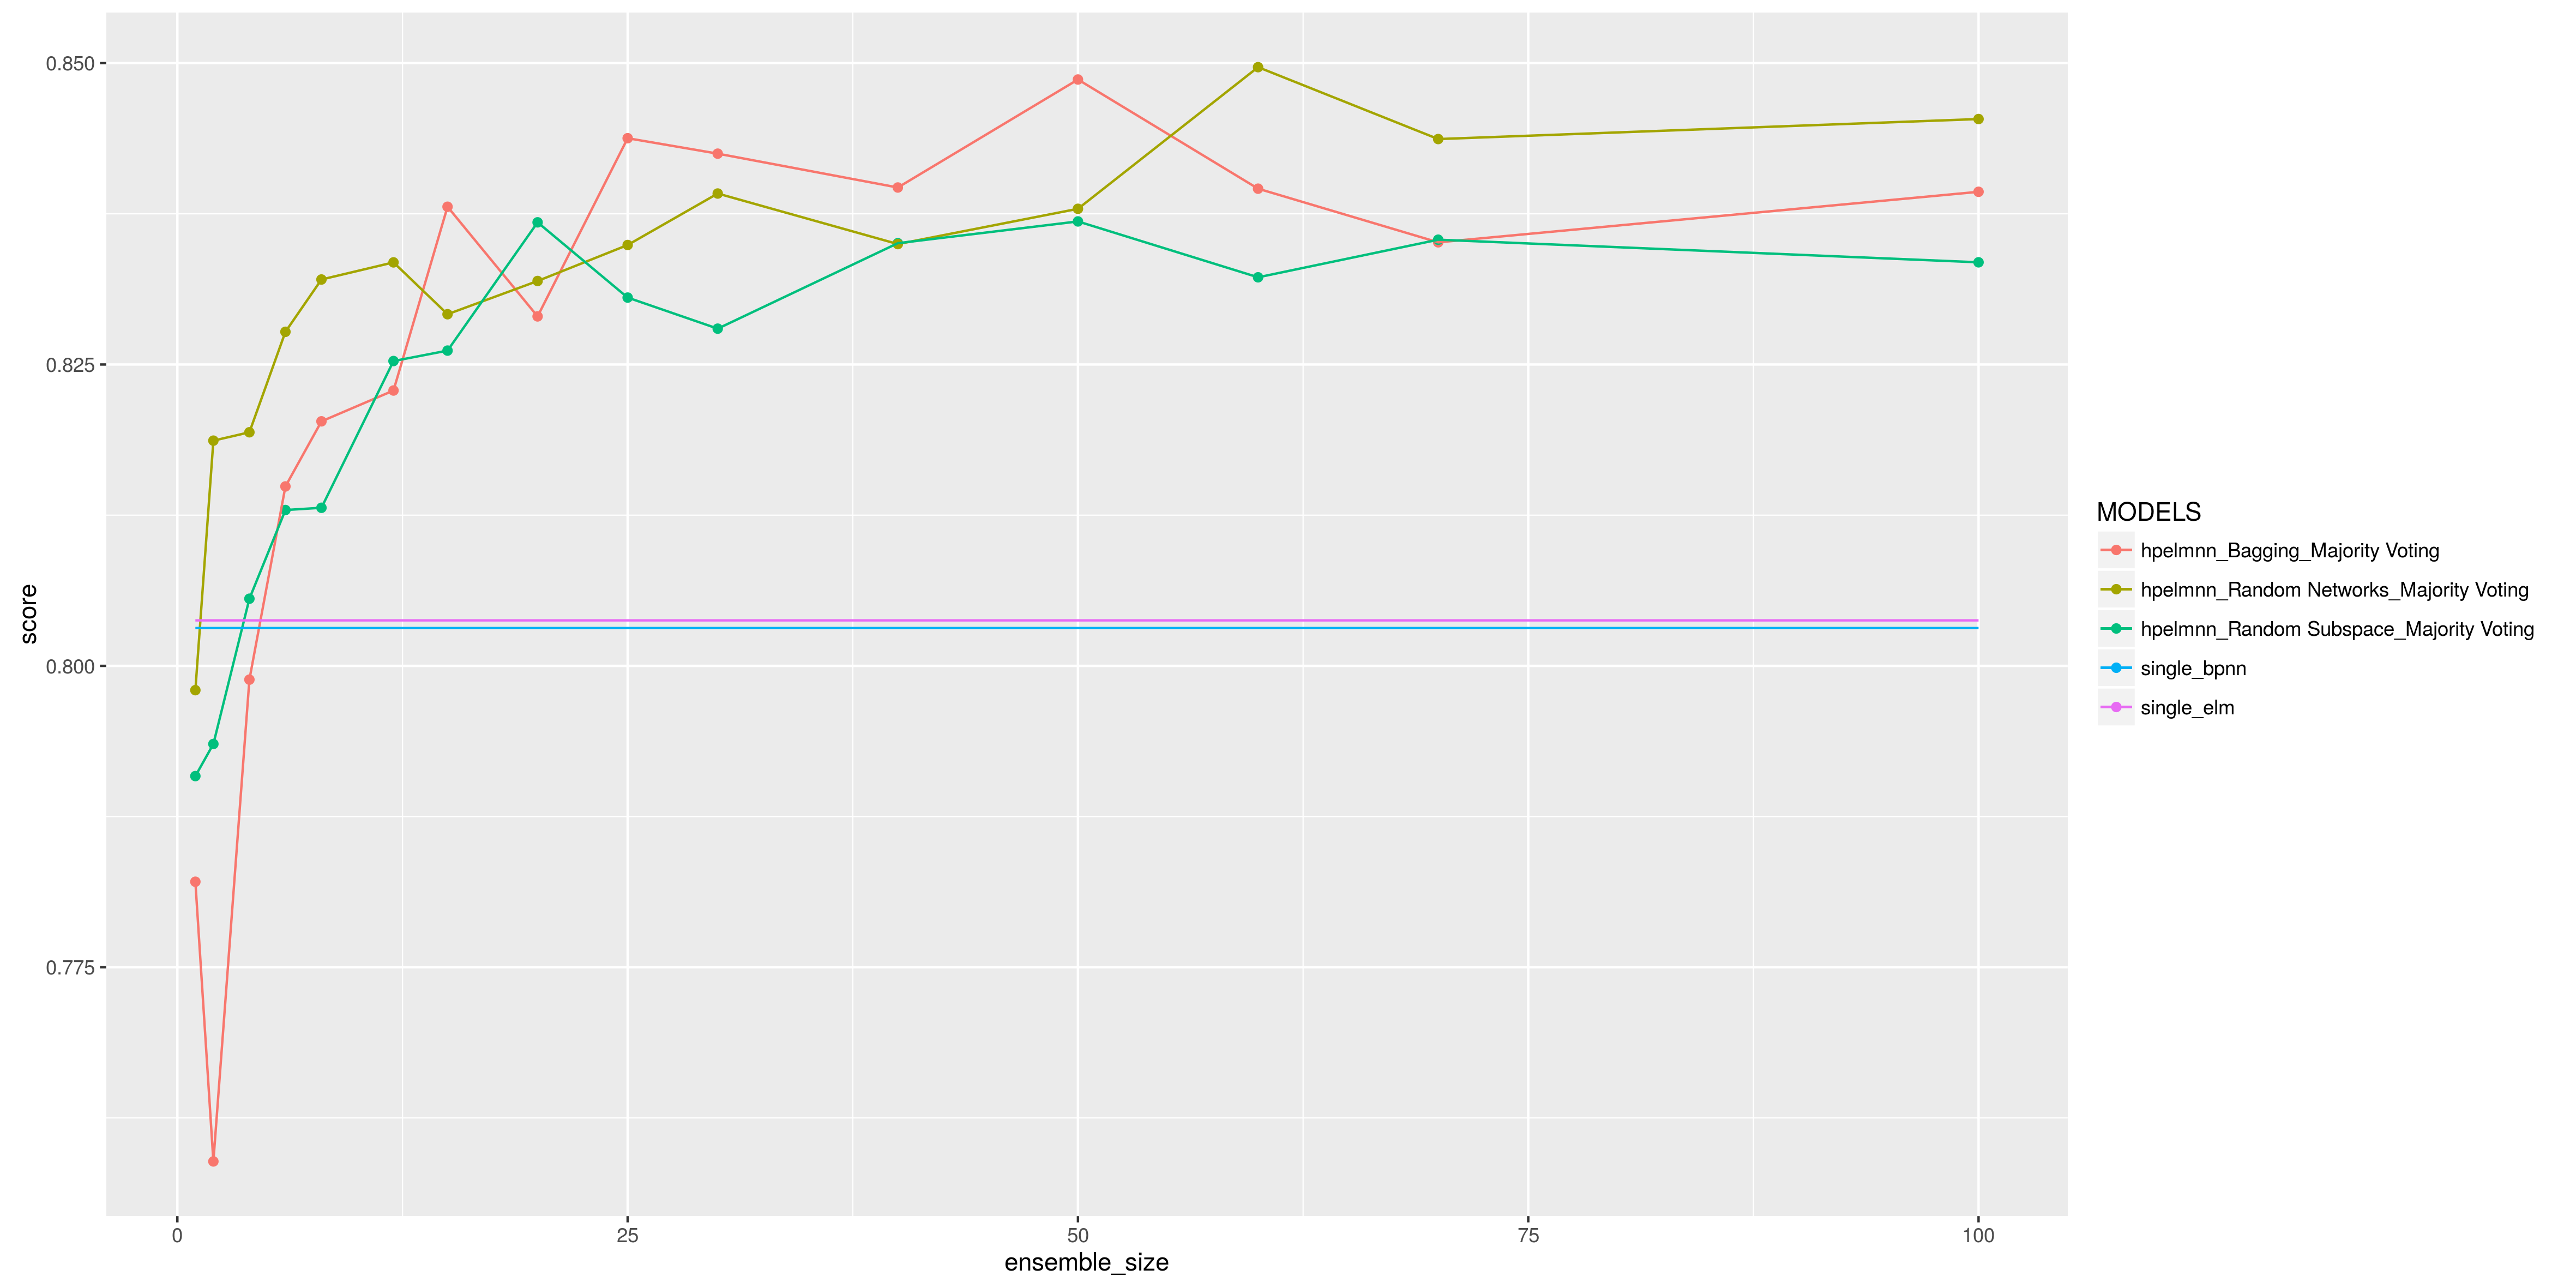 0.850
0.825
0.800
0.775
score
0
25
50
75
100
ensemble_size
MODELS
hpelmnn_Bagging_Majority Voting
hpelmnn_Random Networks_Majority Voting
hpelmnn_Random Subspace_Majority Voting
single_bpnn
single_elm